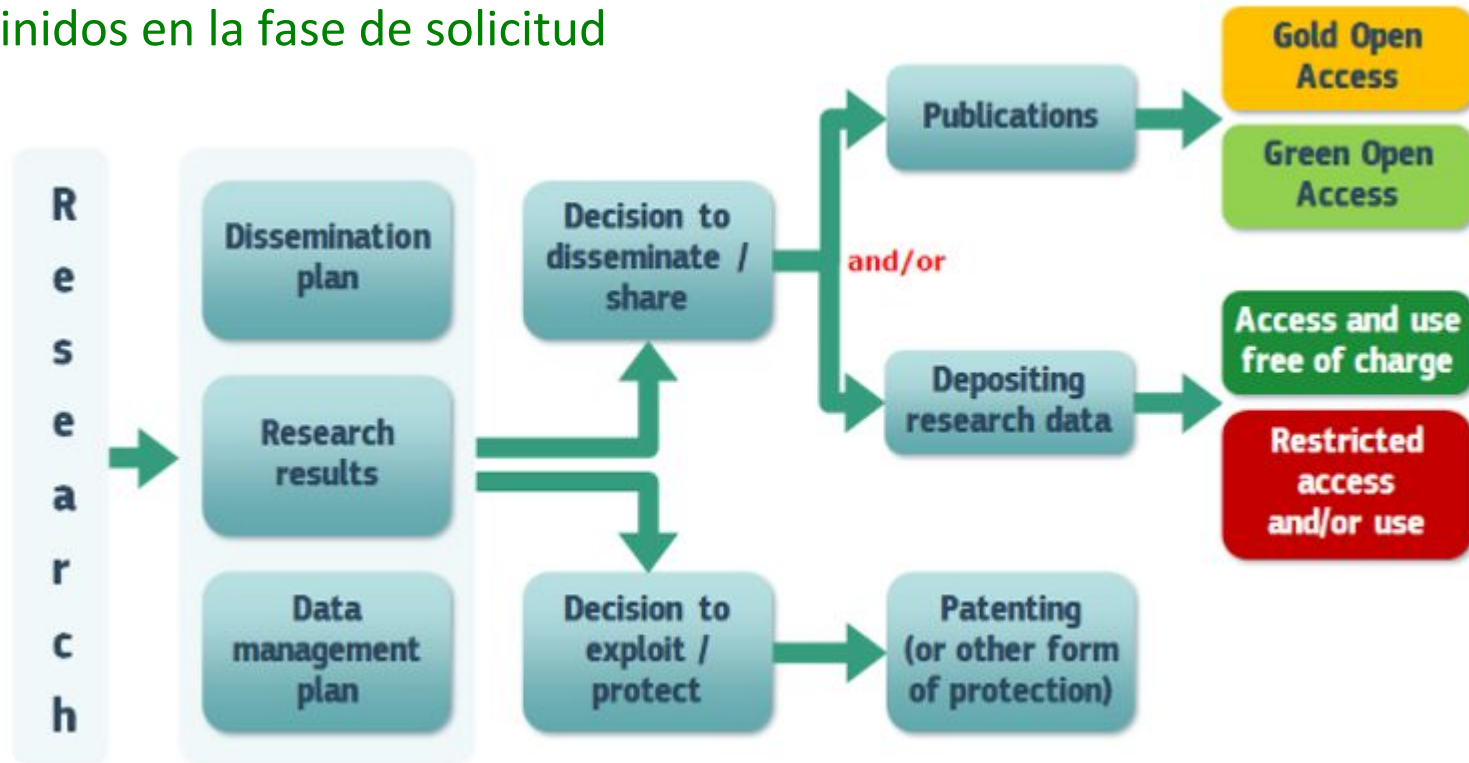 inidos en la fase de solicitud
Research
Dissemination
plan
Research
results
Data
management
plan
Decision to
disseminate /
share
Decision to
exploit /
protect
and/or
Publications
Depositing
research data
Patenting
(or other form
of protection)
Gold Open
Access
Green Open
Access
Access and use
free of charge
Restricted
access
and/or use